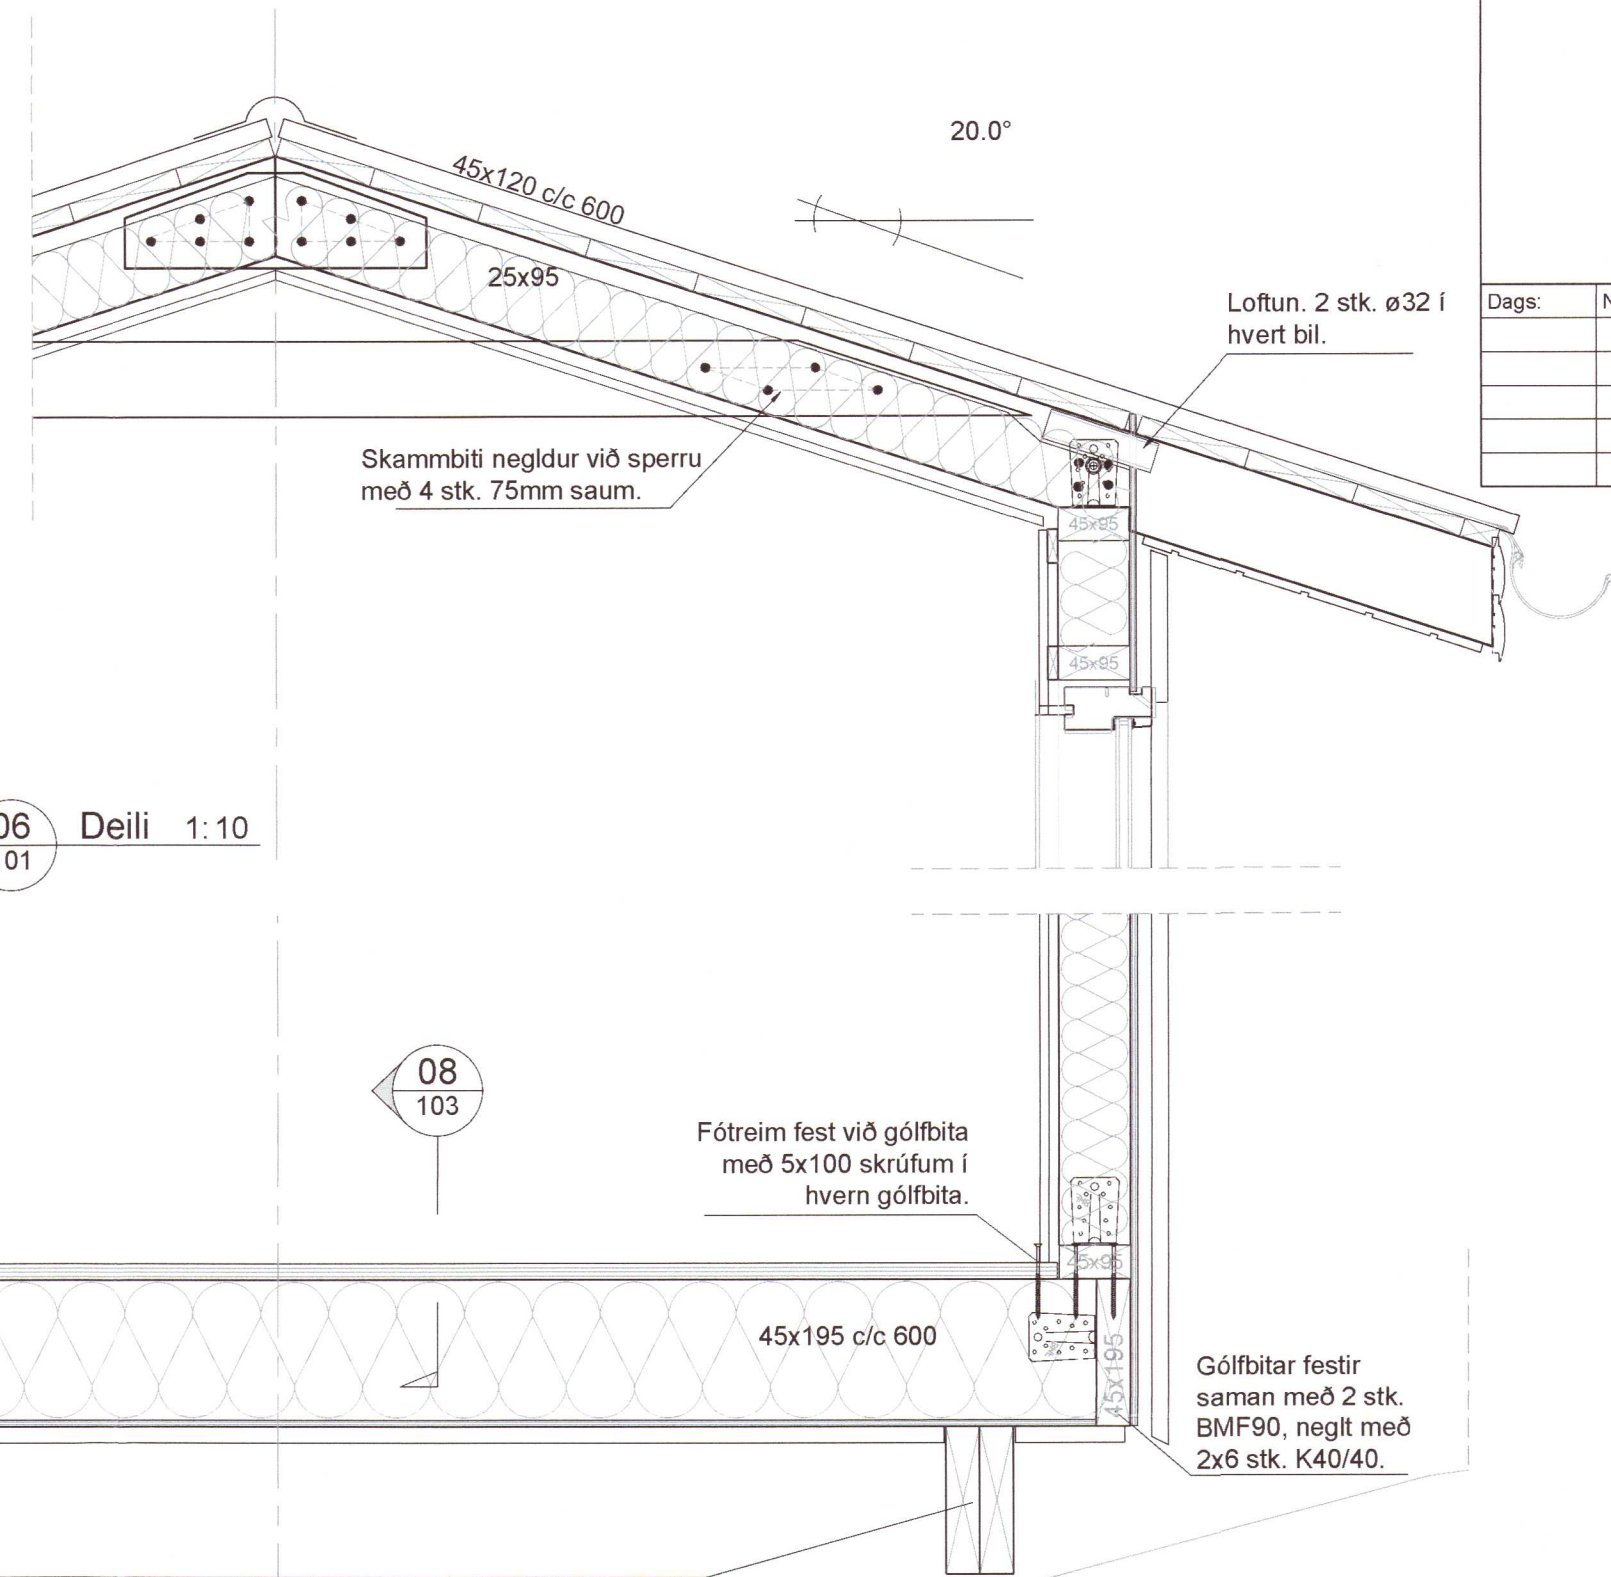 20.0°
45x120 c/c 600
25x95
Loftun. 2 stk. ø32 í
hvert bil.
Dags:
Skammbiti negldur við sperru
með 4 stk. 75mm saum.
45x95
45x95
06
01
Deili 1:10
08
103
Fótreim fest við gólfbita
með 5x100 skrúfum í
hvern gólfbita.
45x95
45x195 c/c 600
45x195
Gólfbitar festir
saman með 2 stk.
BMF90, neglt með
2x6 stk. K40/40.